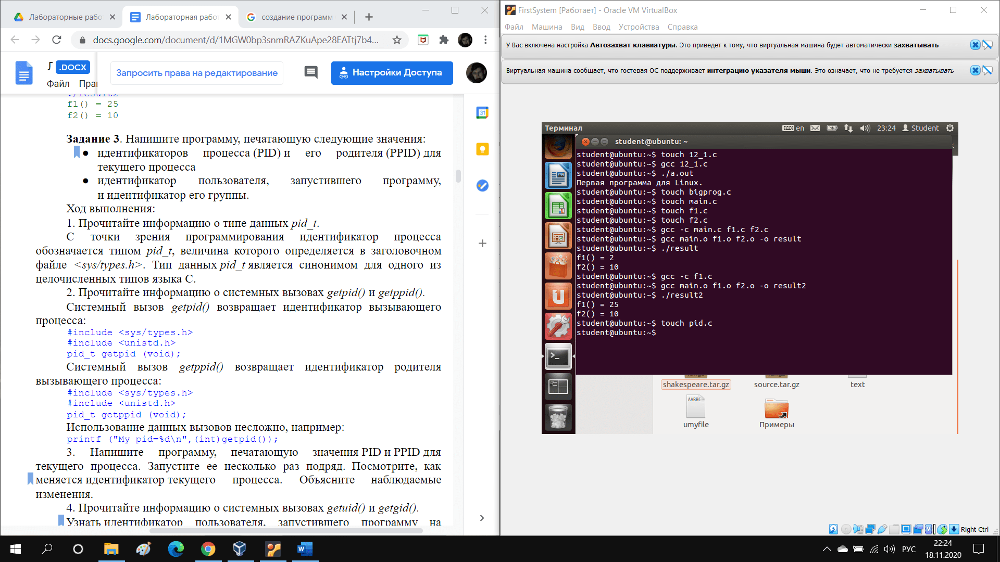 Лабораторные рабо
Лабораторная рабо
создание программ
docs.google.com/document/d/1MGW0bp3snmRAZKuApe28EATtj7b4...
Л .DOCX
Файл Прав
Запросить права на редактирование
Настройки Доступа
./result2
f1() = 25
f2() = 10
Задание 3. Напишите программу, печатающую следующие значения:
● идентификаторов процесса (PID) и его родителя (PPID) для
текущего процесса
● идентификатор пользователя, запустившего программу,
и идентификатор его группы.
Ход выполнения:
1. Прочитайте информацию о типе данных pid_t.
С точки зрения программирования идентификатор процесса
обозначается типом pid_t, величина которого определяется в заголовочном
файле <sys/types.h>. Тип данных pid_t является синонимом для одного из
целочисленных типов языка C.
2. Прочитайте информацию о системных вызовах getpid() и getppid().
Системный вызов getpid() возвращает идентификатор вызывающего
процесса:
#include <sys/types.h>
#include <unistd.h>
pid_t getpid (void);
Системный вызов getppid() возвращает идентификатор родителя
вызывающего процесса:
#include <sys/types.h>
#include <unistd.h>
pid_t getppid (void);
Использование данных вызовов несложно, например:
printf ("My pid=%d\n",(int)getpid());
3. Напишите программу, печатающую значения PID и PPID для
текущего процесса. Запустите ее несколько раз подряд. Посмотрите, как
меняется идентификатор текущего процесса. Объясните наблюдаемые
изменения.
4. Прочитайте информацию о системных вызовах getuid() и getgid().
Узнать идентификатор пользователя, запустившего программу на
31
FirstSystem [Работает] - Oracle VM VirtualBox
Файл Машина Вид Ввод Устройства Справка
У Вас включена настройка Автозахват клавиатуры. Это приведет к тому, что виртуальная машина будет автоматически захватывать
Виртуальная машина сообщает, что гостевая ОС поддерживает интеграцию указателя мыши. Это означает, что не требуется захватывать
Терминал en 23:24 Student
student@ubuntu: ~
student@ubuntu:~$ touch 12_1.c
student@ubuntu:~$ gcc 12_1.c
student@ubuntu:~$ ./a.out
Первая программа для Linux.
student@ubuntu:~$ touch bigprog.c
student@ubuntu:~$ touch main.c
student@ubuntu:~$ touch f1.c
student@ubuntu:~$ touch f2.c
student@ubuntu:~$ gcc -c main.c f1.c f2.c
student@ubuntu:~$ gcc main.o f1.o f2.o -o result
student@ubuntu:~$ ./result
f1() = 2
f2() = 10
student@ubuntu:~$ gcc -c f1.c
student@ubuntu:~$ gcc main.o f1.o f2.o -o result2
student@ubuntu:~$ ./result2
f1() = 25
f2() = 10
student@ubuntu:~$ touch pid.c
student@ubuntu:~$
shakespeare.tar.gz source.tar.gz text
AABBC
umyfile Примеры
Right Ctrl
РУС
22:24
18.11.2020